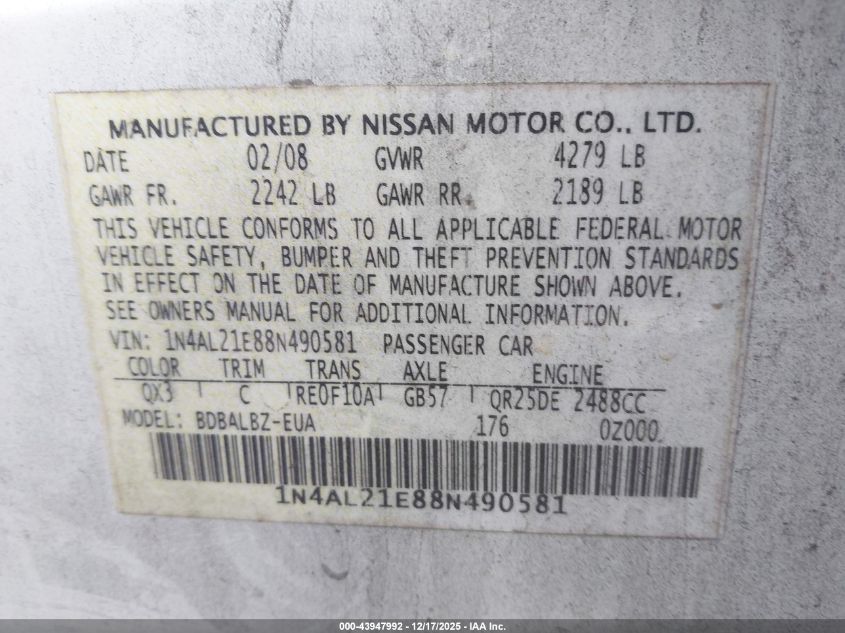 MANUFACTURED BY NISSAN MOTOR CO., LTD.
DATE 02/08 GVWR 4279 LB
GAWR FR. 2242 LB GAWR RR. 2189 LB
THIS VEHICLE CONFORMS TO ALL APPLICABLE FEDERAL MOTOR
VEHICLE SAFETY, BUMPER AND THEFT PREVENTION STANDARDS
IN EFFECT ON THE DATE OF MANUFACTURE SHOWN ABOVE.
SEE OWNERS MANUAL FOR ADDITIONAL INFORMATION.
VIN: 1N4AL21E88N490581 PASSENGER CAR
COLOR TRIM TRANS AXLE ENGINE
QX3 C RE0F10A GB57 QR25DE 2488CC
MODEL: BDBALBZ-EUA 176 0Z000
1N4AL21E88N490581
000-43947992 - 12/17/2025 - IAA Inc.